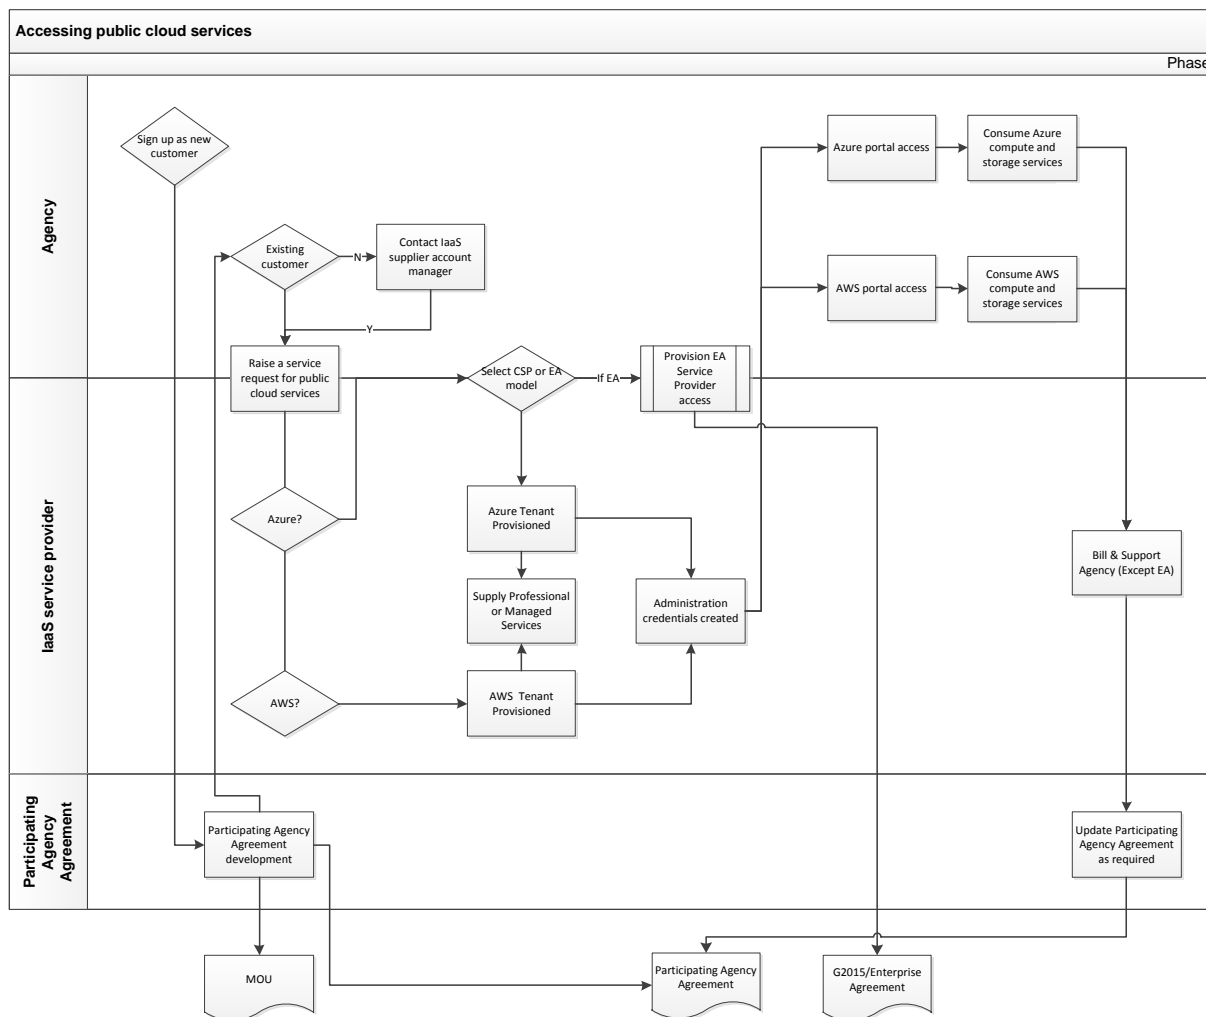 Accessing public cloud services
Phase
Agency
Sign up as new
customer
Existing
customer
N
Contact IaaS
supplier account
manager
Y
Raise a service
request for public
cloud services
Select CSP or EA
model
If EA
Provision EA
Service
Provider
access
Azure portal access
Consume Azure
compute and
storage services
AWS portal access
Consume AWS
compute and
storage services
IaaS service provider
Azure?
AWS?
Azure Tenant
Provisioned
Supply Professional
or Managed
Services
AWS Tenant
Provisioned
Administration
credentials created
Bill & Support
Agency (Except EA)
Participating
Agency
Agreement
Participating Agency
Agreement
development
Update Participating
Agency Agreement
as required
MOU
Participating Agency
Agreement
G2015/Enterprise
Agreement